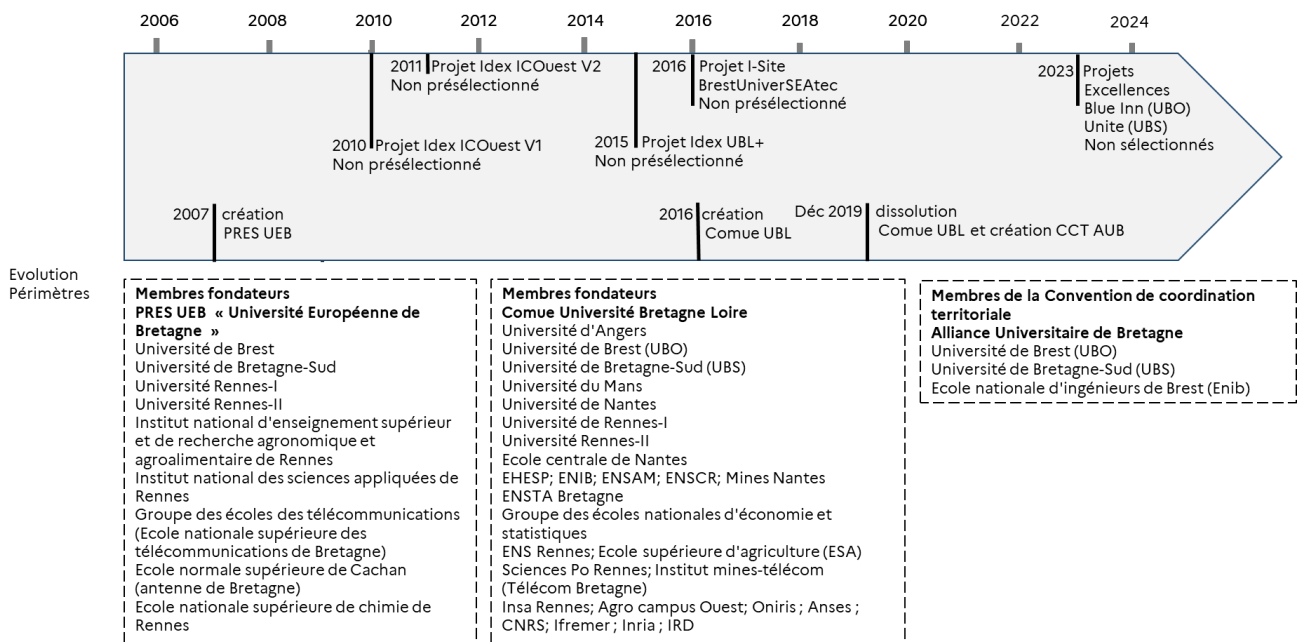 2006 2008 2010 2012 2014 2016 2018 2020 2022 2024
2011 Projet Idex ICOuest V2
Non présélectionné
2010 Projet Idex ICOuest V1
Non présélectionné
2016 Projet I-Site
BrestUniverSEAtec
Non présélectionné
2015 Projet Idex UBL+
Non présélectionné
2023 Projets
Excellences
Blue Inn (UBO)
Unite (UBS)
Non sélectionnés
2007 création
PRES UEB
2016 création
Comue UBL
Déc 2019 dissolution
Comue UBL et création CCT AUB
Evolution
Périmètres
Membres fondateurs
PRES UEB « Université Européenne de
Bretagne »
Université de Brest
Université de Bretagne-Sud
Université Rennes-I
Université Rennes-II
Institut national d'enseignement supérieur
et de recherche agronomique et
agroalimentaire de Rennes
Institut national des sciences appliquées de
Rennes
Groupe des écoles des télécommunications
(Ecole nationale supérieure des
télécommunications de Bretagne)
Ecole normale supérieure de Cachan
(antenne de Bretagne)
Ecole nationale supérieure de chimie de
Rennes
Membres fondateurs
Comue Université Bretagne Loire
Université d'Angers
Université de Brest (UBO)
Université de Bretagne-Sud (UBS)
Université du Mans
Université de Nantes
Université de Rennes-I
Université Rennes-II
Ecole centrale de Nantes
EHESP; ENIB; ENSAM; ENSCR; Mines Nantes
ENSTA Bretagne
Groupe des écoles nationales d'économie et
statistiques
ENS Rennes; Ecole supérieure d'agriculture (ESA)
Sciences Po Rennes; Institut mines-télécom
(Télécom Bretagne)
Insa Rennes; Agro campus Ouest; Oniris ; Anses ;
CNRS; Ifremer ; Inria ; IRD
Membres de la Convention de coordination
territoriale
Alliance Universitaire de Bretagne
Université de Brest (UBO)
Université de Bretagne-Sud (UBS)
Ecole nationale d'ingénieurs de Brest (Enib)